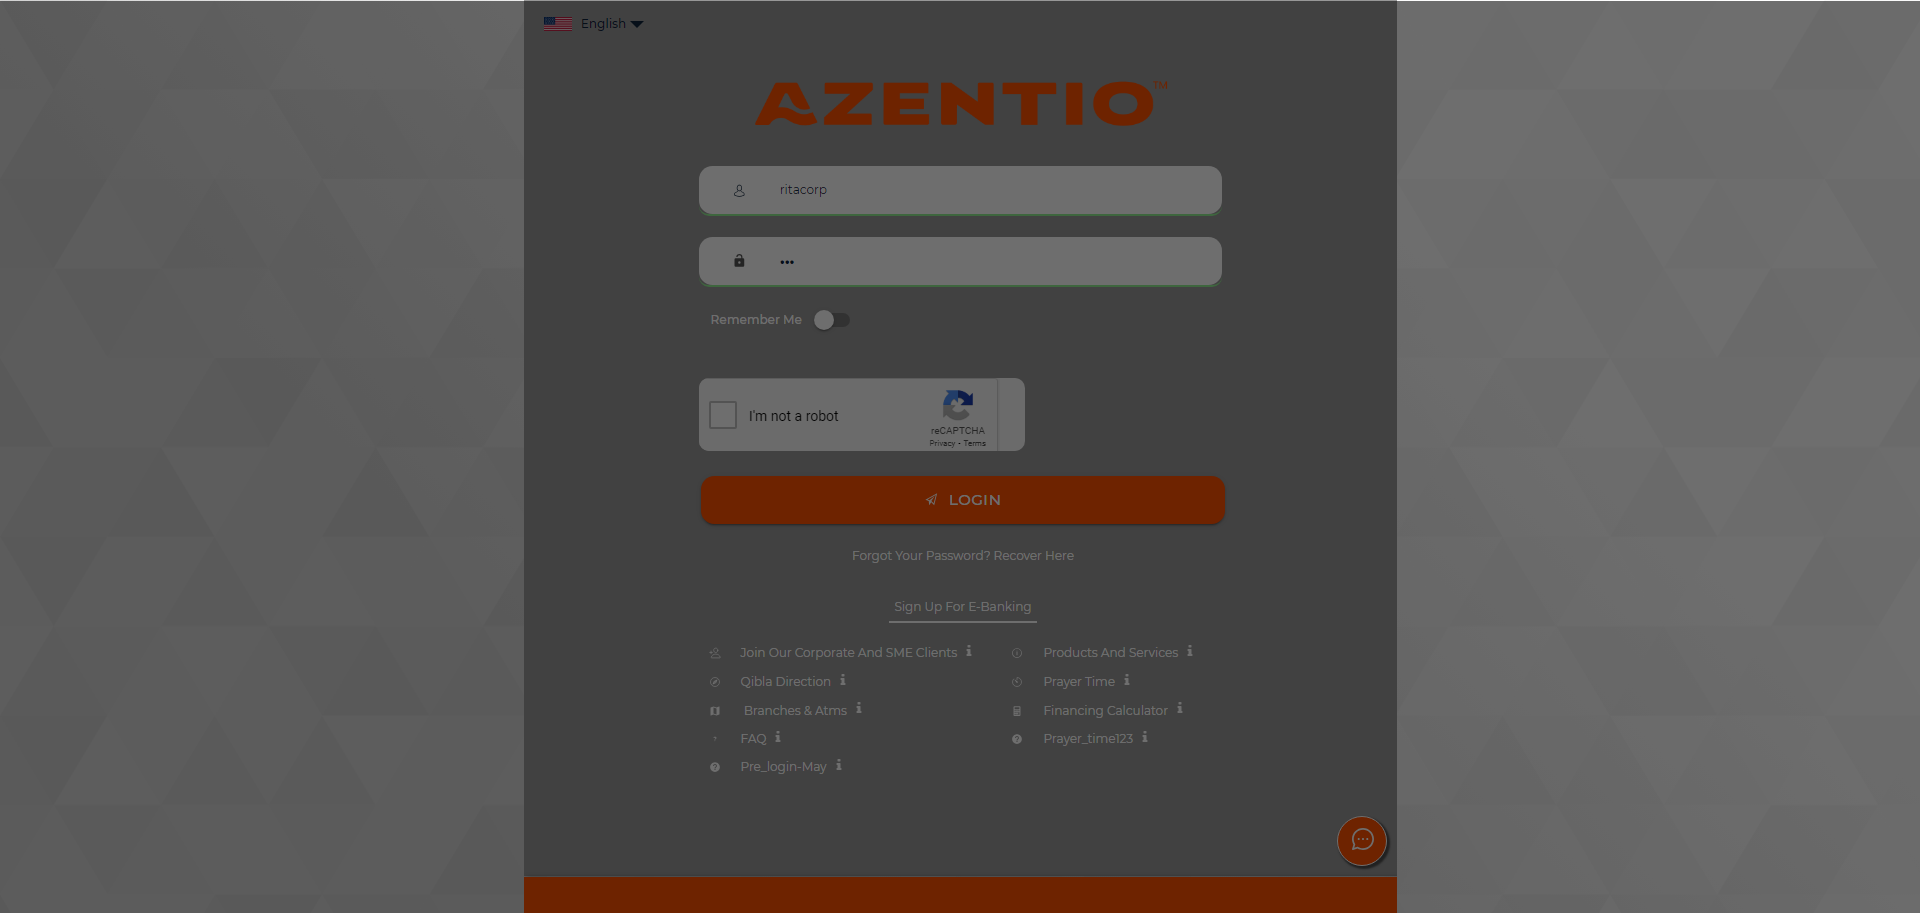 English
AZENTIO™
ritacorp
•••
Remember Me
I'm not a robot
reCAPTCHA
Privacy - Terms
LOGIN
Forgot Your Password? Recover Here
Sign Up For E-Banking
Join Our Corporate And SME Clients
Products And Services
Qibla Direction
Prayer Time
Branches & Atms
Financing Calculator
FAQ
Prayer_time123
Pre_login-May